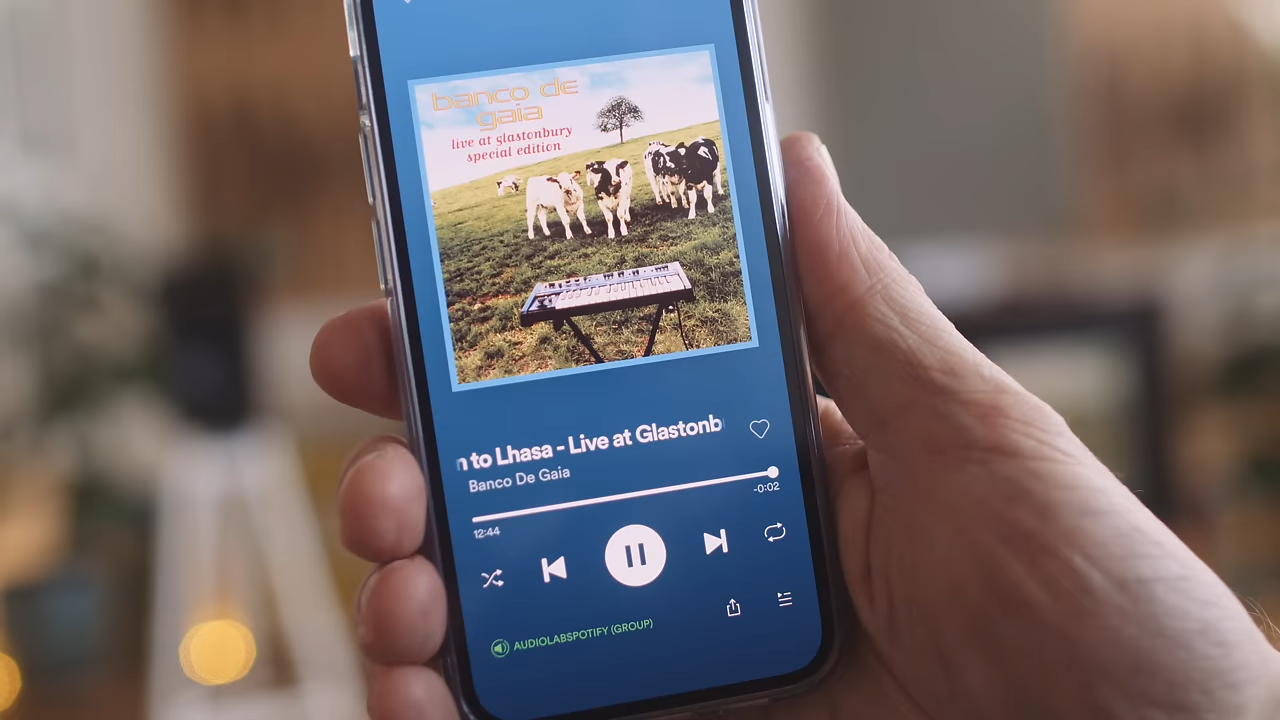 banco de
gaia
live at glastonbury
special edition
n to Lhasa - Live at Glastonb
Banco De Gaia
12:44
-0:02
AUDIOLABSPOTIFY (GROUP)